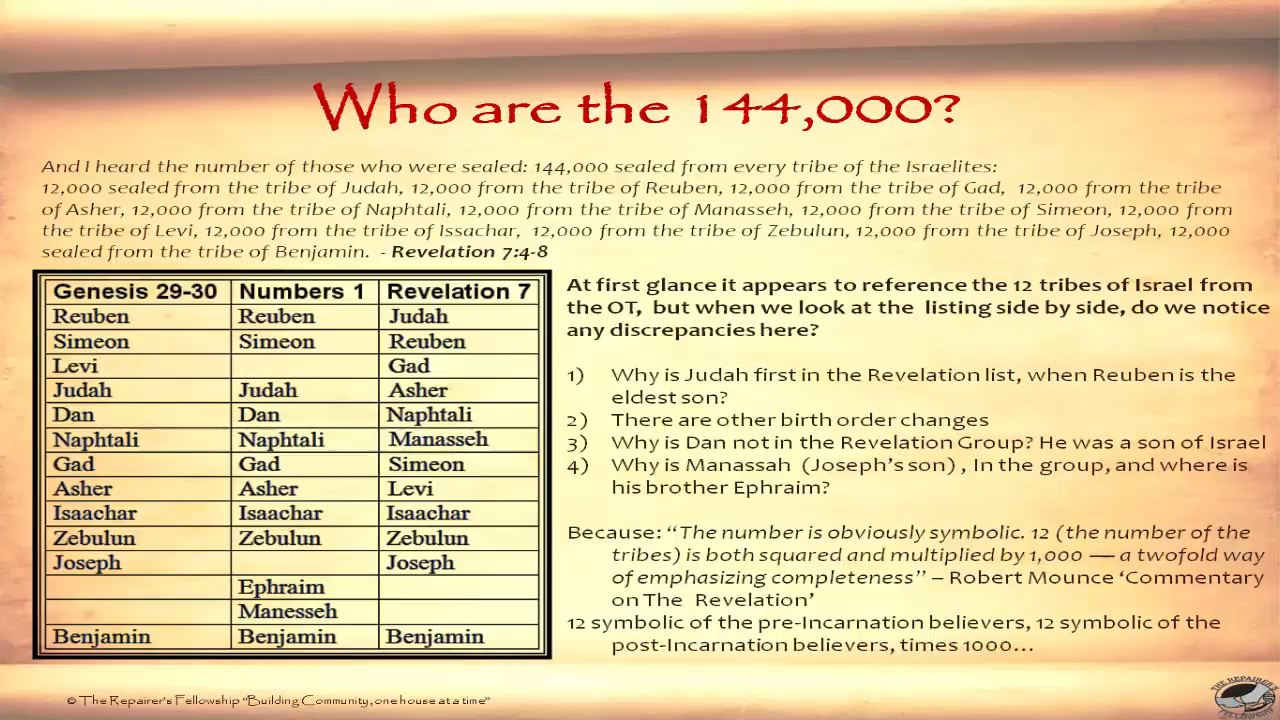 Who are the 144,000?
And I heard the number of those who were sealed: 144,000 sealed from every tribe of the Israelites:
12,000 sealed from the tribe of Judah, 12,000 from the tribe of Reuben, 12,000 from the tribe of Gad, 12,000 from the tribe
of Asher, 12,000 from the tribe of Naphtali, 12,000 from the tribe of Manasseh, 12,000 from the tribe of Simeon, 12,000 from
the tribe of Levi, 12,000 from the tribe of Issachar, 12,000 from the tribe of Zebulun, 12,000 from the tribe of Joseph, 12,000
sealed from the tribe of Benjamin. - Revelation 7:4-8
Genesis 29-30 Numbers 1 Revelation 7
Reuben Reuben Judah
Simeon Simeon Reuben
Levi Gad
Judah Judah Asher
Dan Dan Naphtali
Naphtali Naphtali Manasseh
Gad Gad Simeon
Asher Asher Levi
Isaachar Isaachar Isaachar
Zebulun Zebulun Zebulun
Joseph Joseph
Ephraim
Manesseh
Benjamin Benjamin Benjamin
At first glance it appears to reference the 12 tribes of Israel from
the OT, but when we look at the listing side by side, do we notice
any discrepancies here?
1) Why is Judah first in the Revelation list, when Reuben is the
eldest son?
2) There are other birth order changes
3) Why is Dan not in the Revelation Group? He was a son of Israel
4) Why is Manassah (Joseph's son) , In the group, and where is
his brother Ephraim?
Because: "The number is obviously symbolic. 12 (the number of the
tribes) is both squared and multiplied by 1,000 — a twofold way
of emphasizing completeness" – Robert Mounce 'Commentary
on The Revelation'
12 symbolic of the pre-Incarnation believers, 12 symbolic of the
post-Incarnation believers, times 1000...
© The Repairer's Fellowship "Building Community, one house at a time"
THE REPAIRER'S
FELLOWSHIP